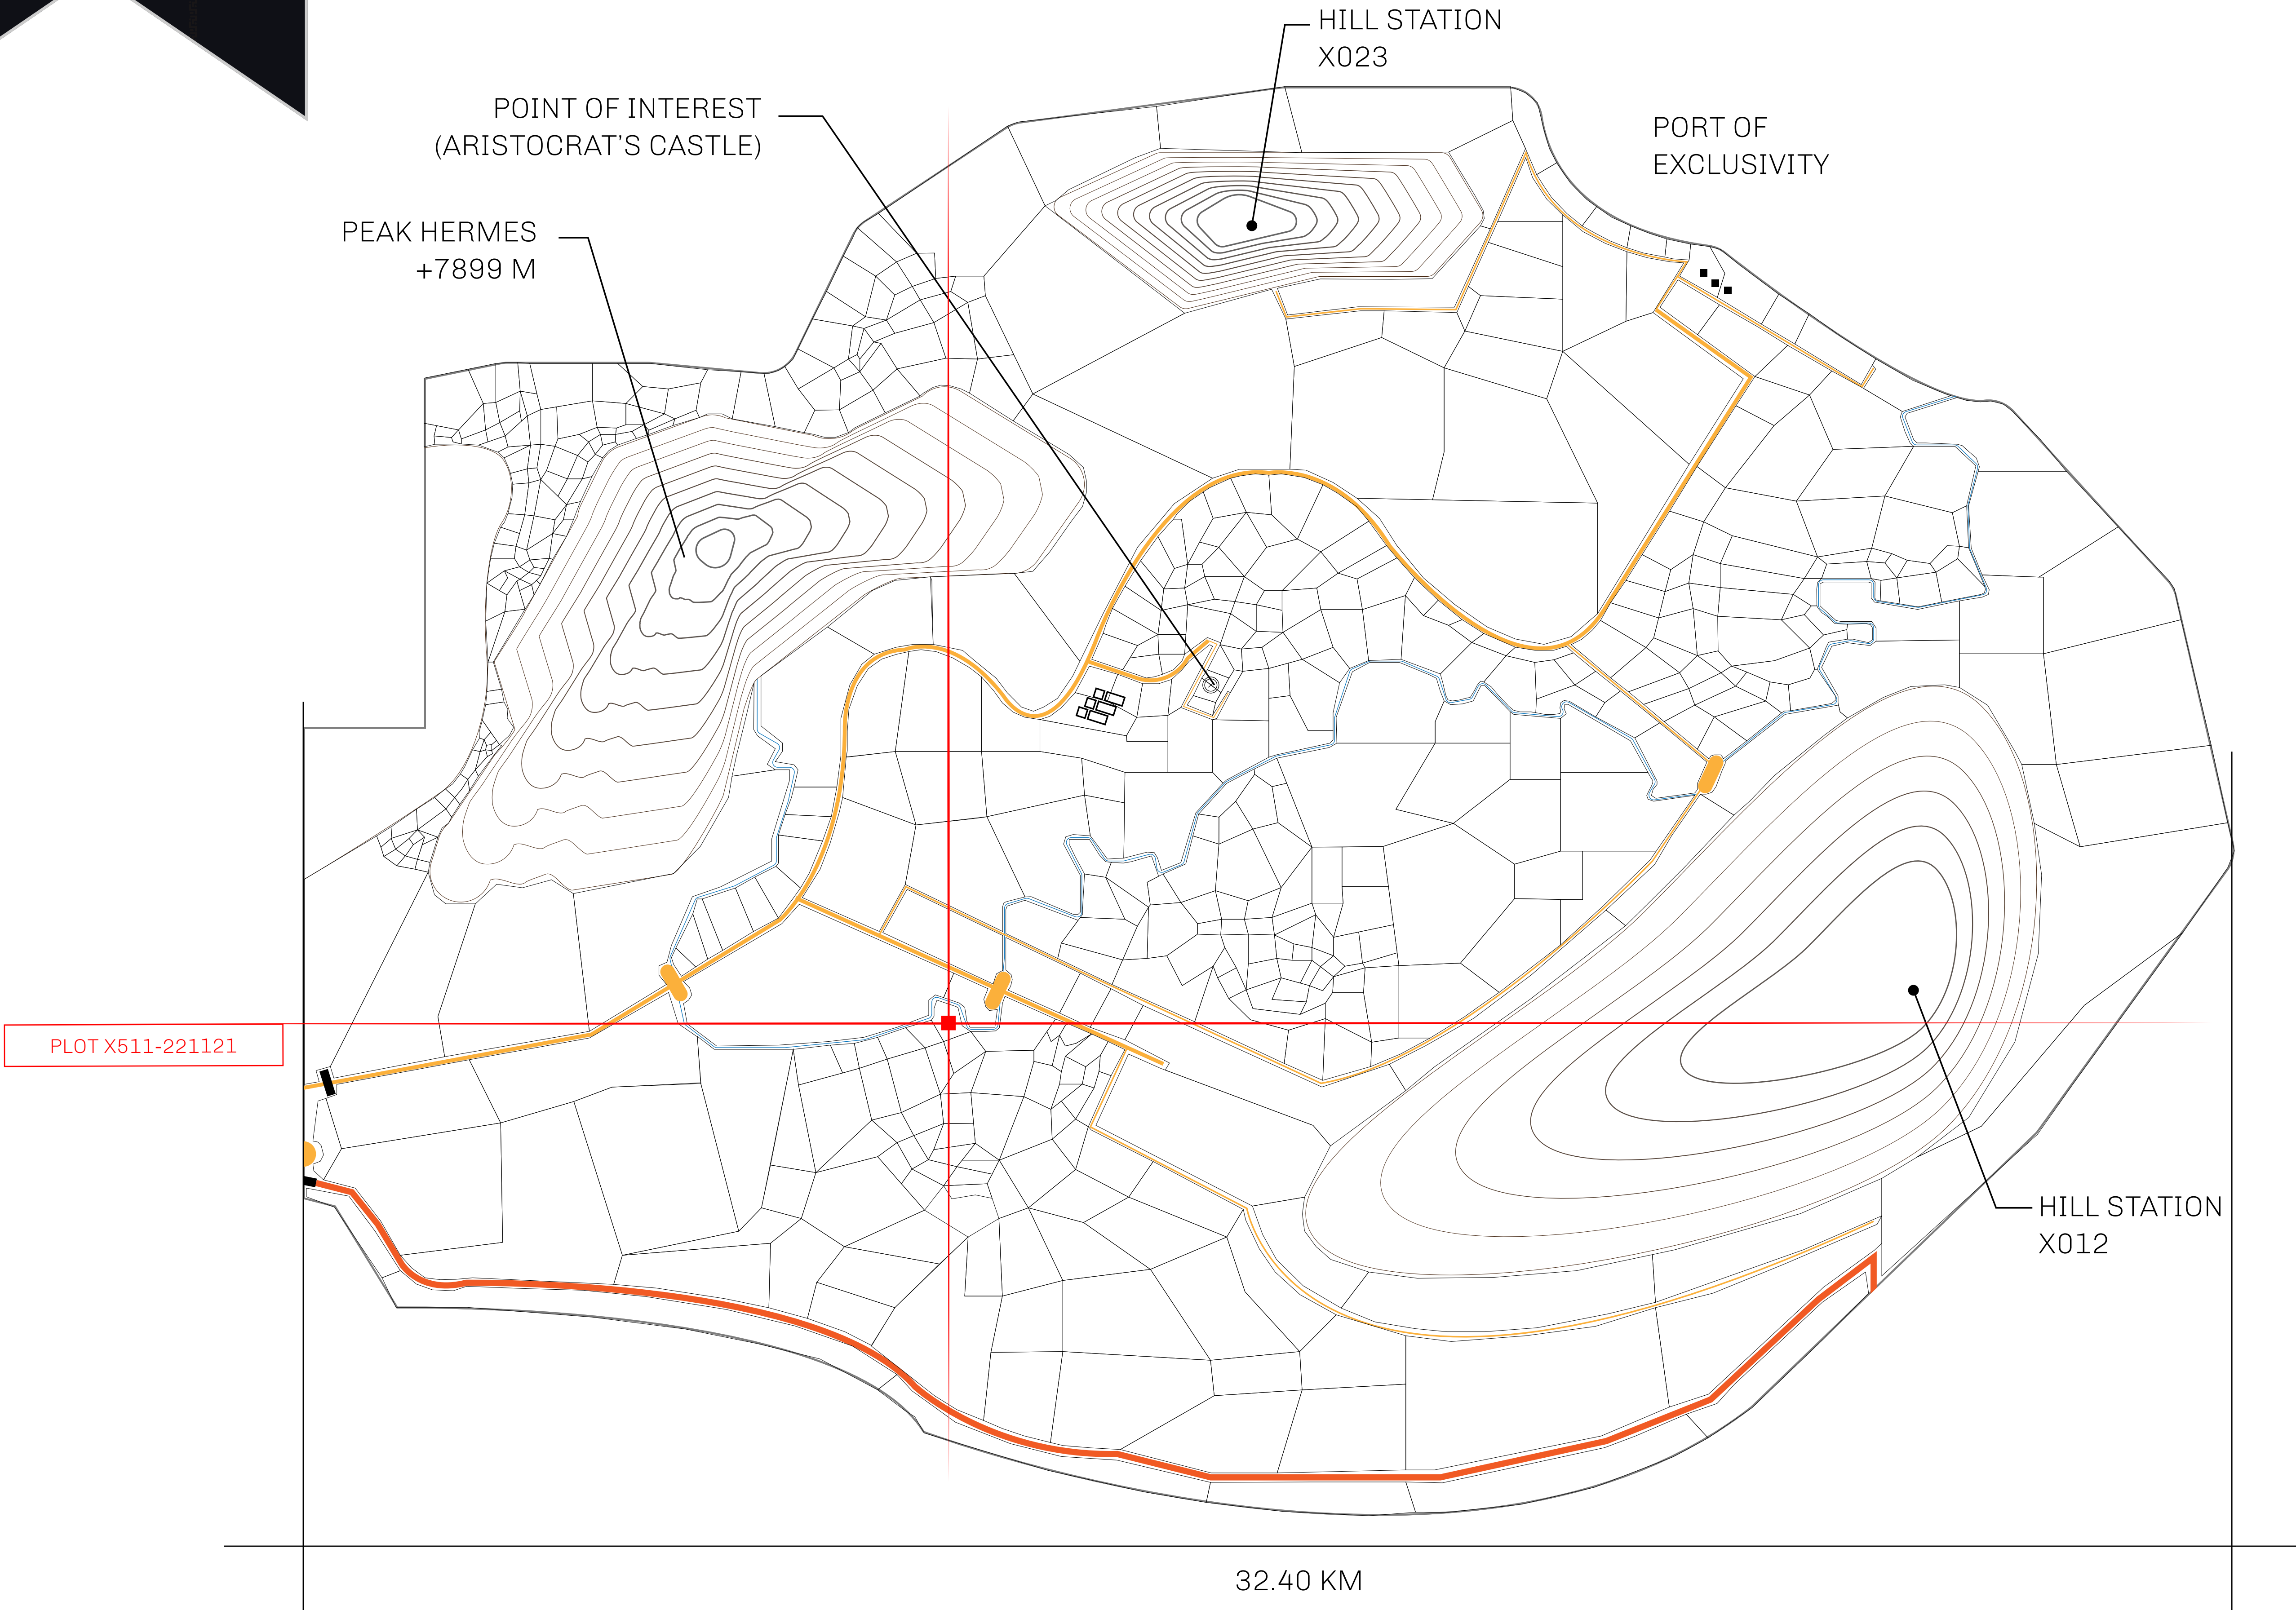 HILL STATION
X023
POINT OF INTEREST
(ARISTOCRAT'S CASTLE)
PORT OF
EXCLUSIVITY
PEAK HERMES
+7899 M
PLOT X511-221121
HILL STATION
X012
32.40 KM